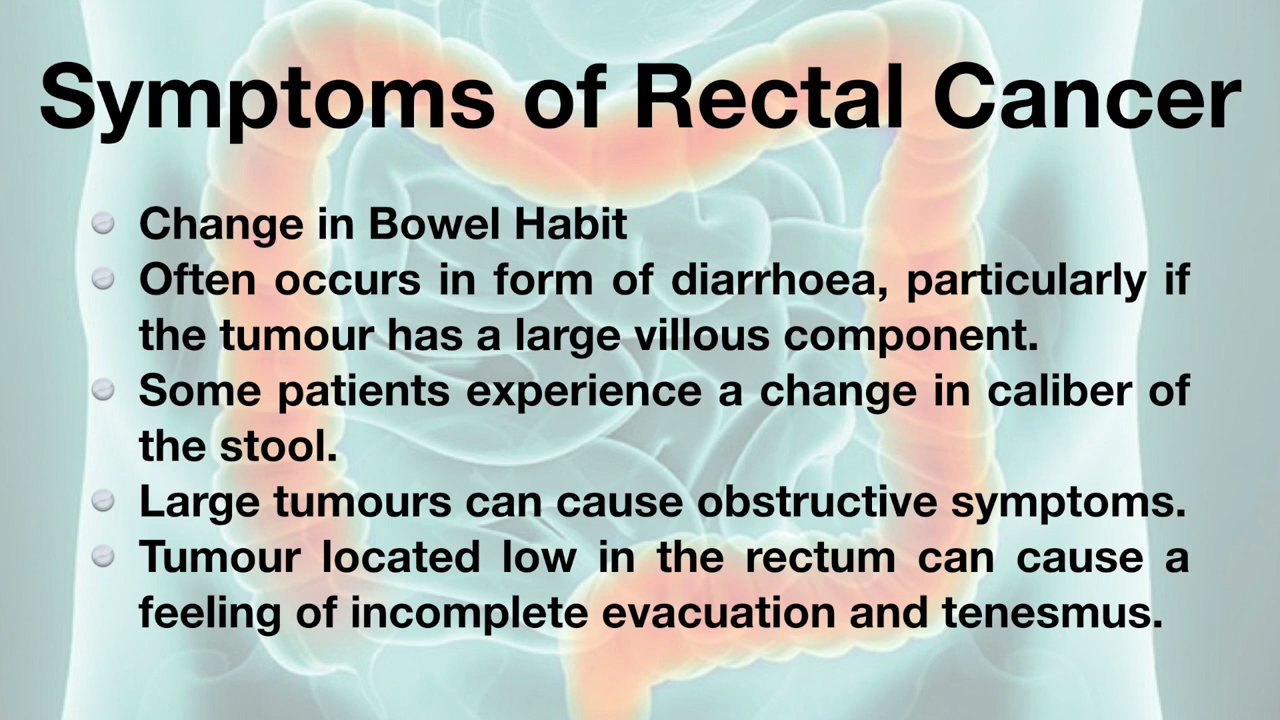 Symptoms of Rectal Cancer
Change in Bowel Habit
Often occurs in form of diarrhoea, particularly if
the tumour has a large villous component.
Some patients experience a change in caliber of
the stool.
Large tumours can cause obstructive symptoms.
Tumour located low in the rectum can cause a
feeling of incomplete evacuation and tenesmus.